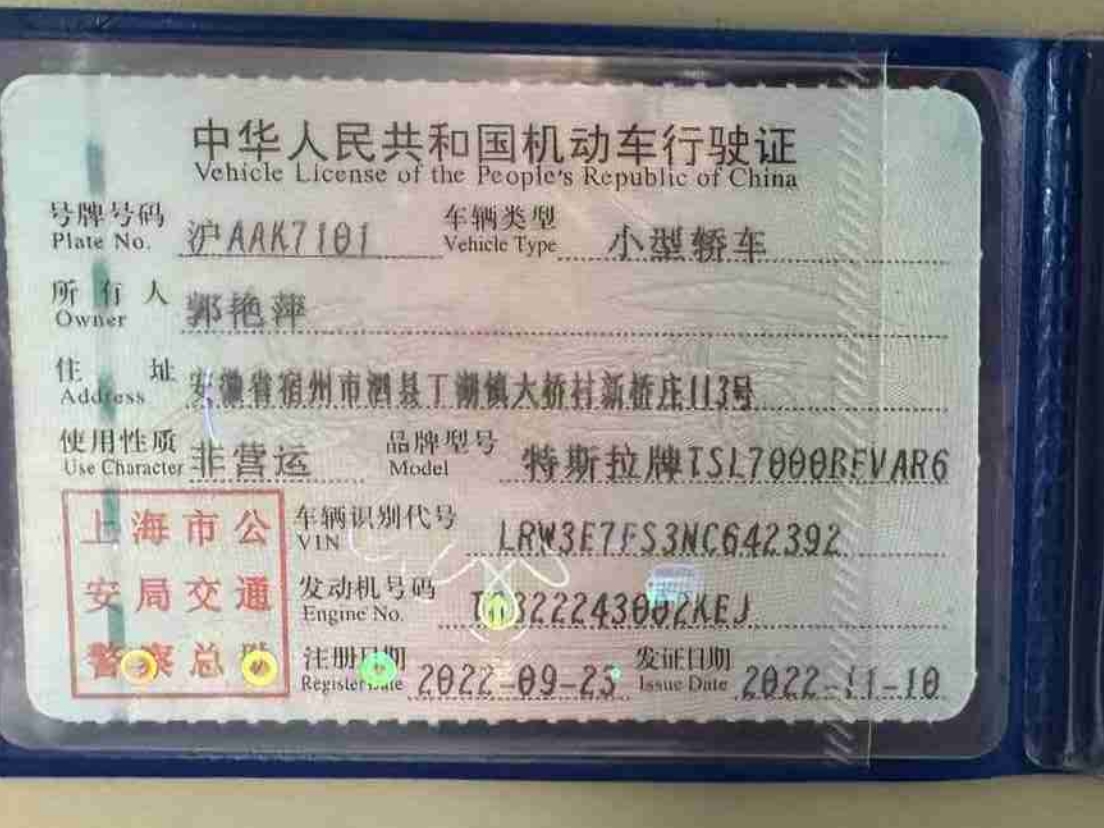 中华人民共和国机动车行驶证
Vehicle License of the People's Republic of China
号牌号码 沪AAK7101 车辆类型 小型轿车
Plate No. Vehicle Type
所有人 郭艳萍
Owner
住址 安徽省宿州市泗县丁湖镇大桥村新桥庄113号
Address
使用性质 非营运 品牌型号 特斯拉牌TSL7000BEVAR6
Use Character Model
上海市公
安局交通
警察总队
车辆识别代号 LRW3E7FS3NC642392
VIN
发动机号码
Engine No.
注册日期 2022-09-23 发证日期 2022-11-10
Register Date Issue Date